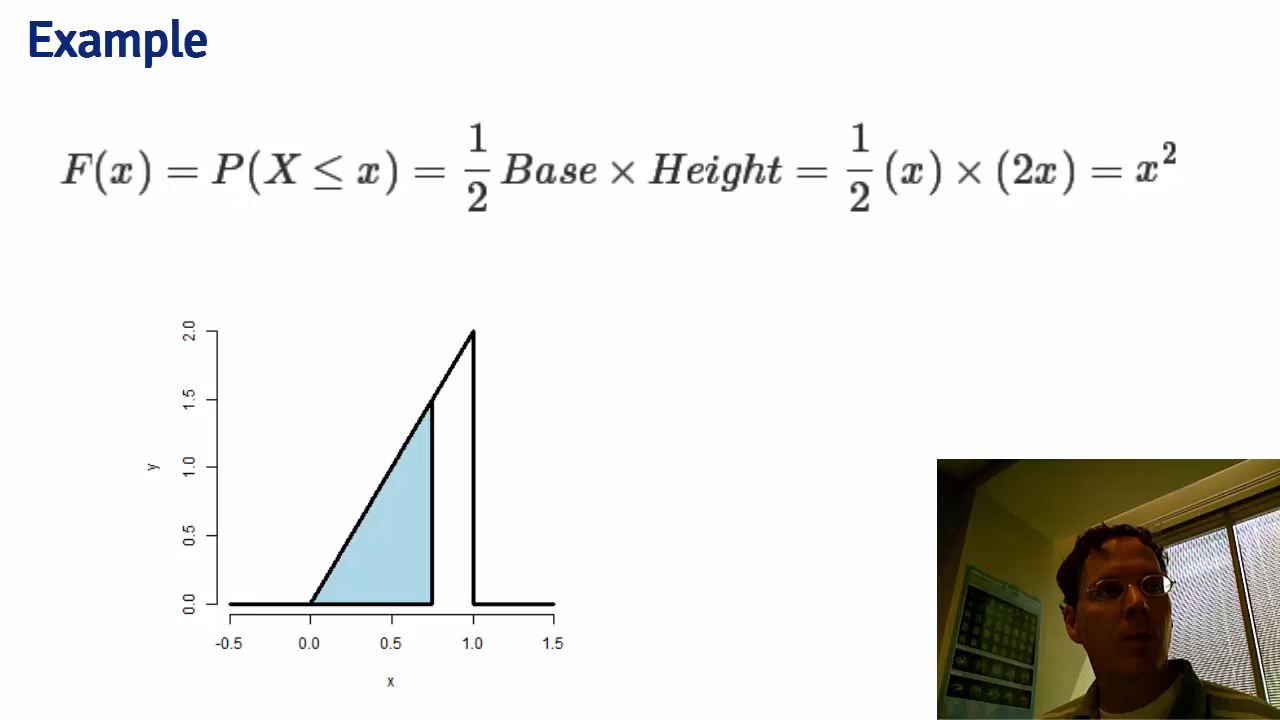 Example
F(x) = P(X ≤ x) = 1/2 Base × Height = 1/2 (x) × (2x) = x²
2.0
1.5
1.0
0.5
0.0
y
-0.5 0.0 0.5 1.0 1.5
x